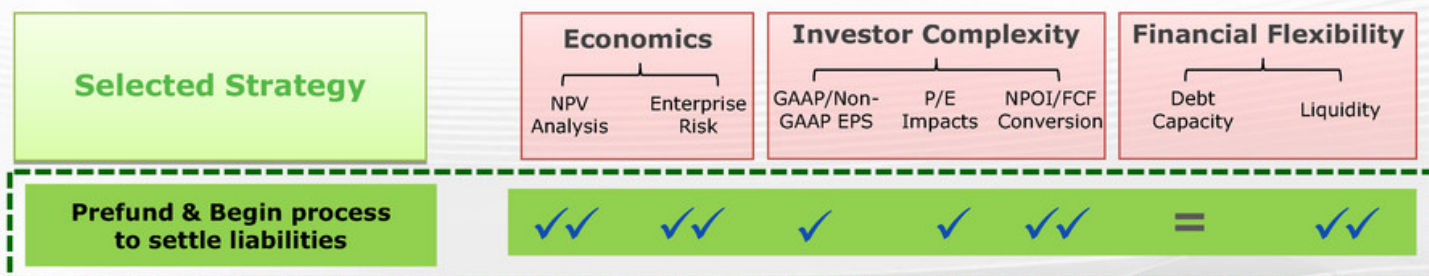 Selected Strategy
Economics
NPV
Analysis
Enterprise
Risk
Investor Complexity
GAAP/Non-
GAAP EPS
P/E
Impacts
NPOI/FCF
Conversion
Financial Flexibility
Debt
Capacity
Liquidity
Prefund & Begin process
to settle liabilities
✓✓ ✓✓ ✓ ✓ ✓✓ = ✓✓